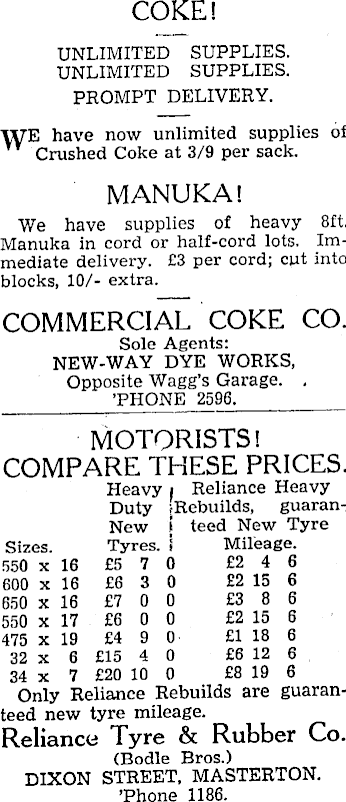 COKE!
UNLIMITED SUPPLIES.
UNLIMITED SUPPLIES.
PROMPT DELIVERY.
WE have now unlimited supplies of
Crushed Coke at 3/9 per sack.
MANUKA!
We have supplies of heavy 8ft.
Manuka in cord or half-cord lots. Im-
mediate delivery. £3 per cord; cut into
blocks, 10/- extra.
COMMERCIAL COKE CO.
Sole Agents:
NEW-WAY DYE WORKS,
Opposite Wagg's Garage.
'PHONE 2596.
MOTORISTS!
COMPARE THESE PRICES.
Heavy Reliance Heavy
Duty Rebuilds, guaran-
New teed New Tyre
Sizes. Tyres. Mileage.
550 x 16 £5 7 0 £2 4 6
600 x 16 £6 3 0 £2 15 6
650 x 16 £7 0 0 £3 8 6
550 x 17 £6 0 0 £2 15 6
475 x 19 £4 9 0 £1 18 6
32 x 6 £15 4 0 £6 12 6
34 x 7 £20 10 0 £8 19 6
Only Reliance Rebuilds are guaran-
teed new tyre mileage.
Reliance Tyre & Rubber Co.
(Bodle Bros.)
DIXON STREET, MASTERTON.
'Phone 1186.